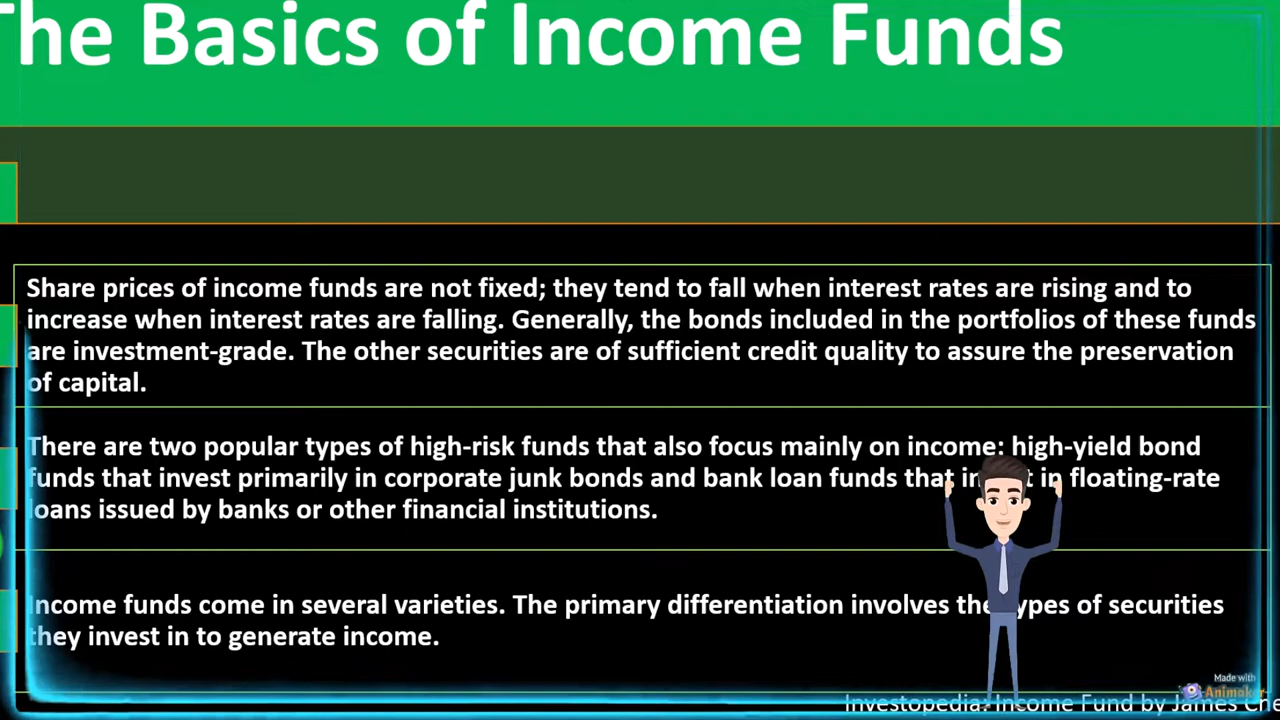 The Basics of Income Funds
Share prices of income funds are not fixed; they tend to fall when interest rates are rising and to
increase when interest rates are falling. Generally, the bonds included in the portfolios of these funds
are investment-grade. The other securities are of sufficient credit quality to assure the preservation
of capital.
There are two popular types of high-risk funds that also focus mainly on income: high-yield bond
funds that invest primarily in corporate junk bonds and bank loan funds that invest in floating-rate
loans issued by banks or other financial institutions.
Income funds come in several varieties. The primary differentiation involves the types of securities
they invest in to generate income.
Made with
Animaker
Investopedia: Income Fund by James